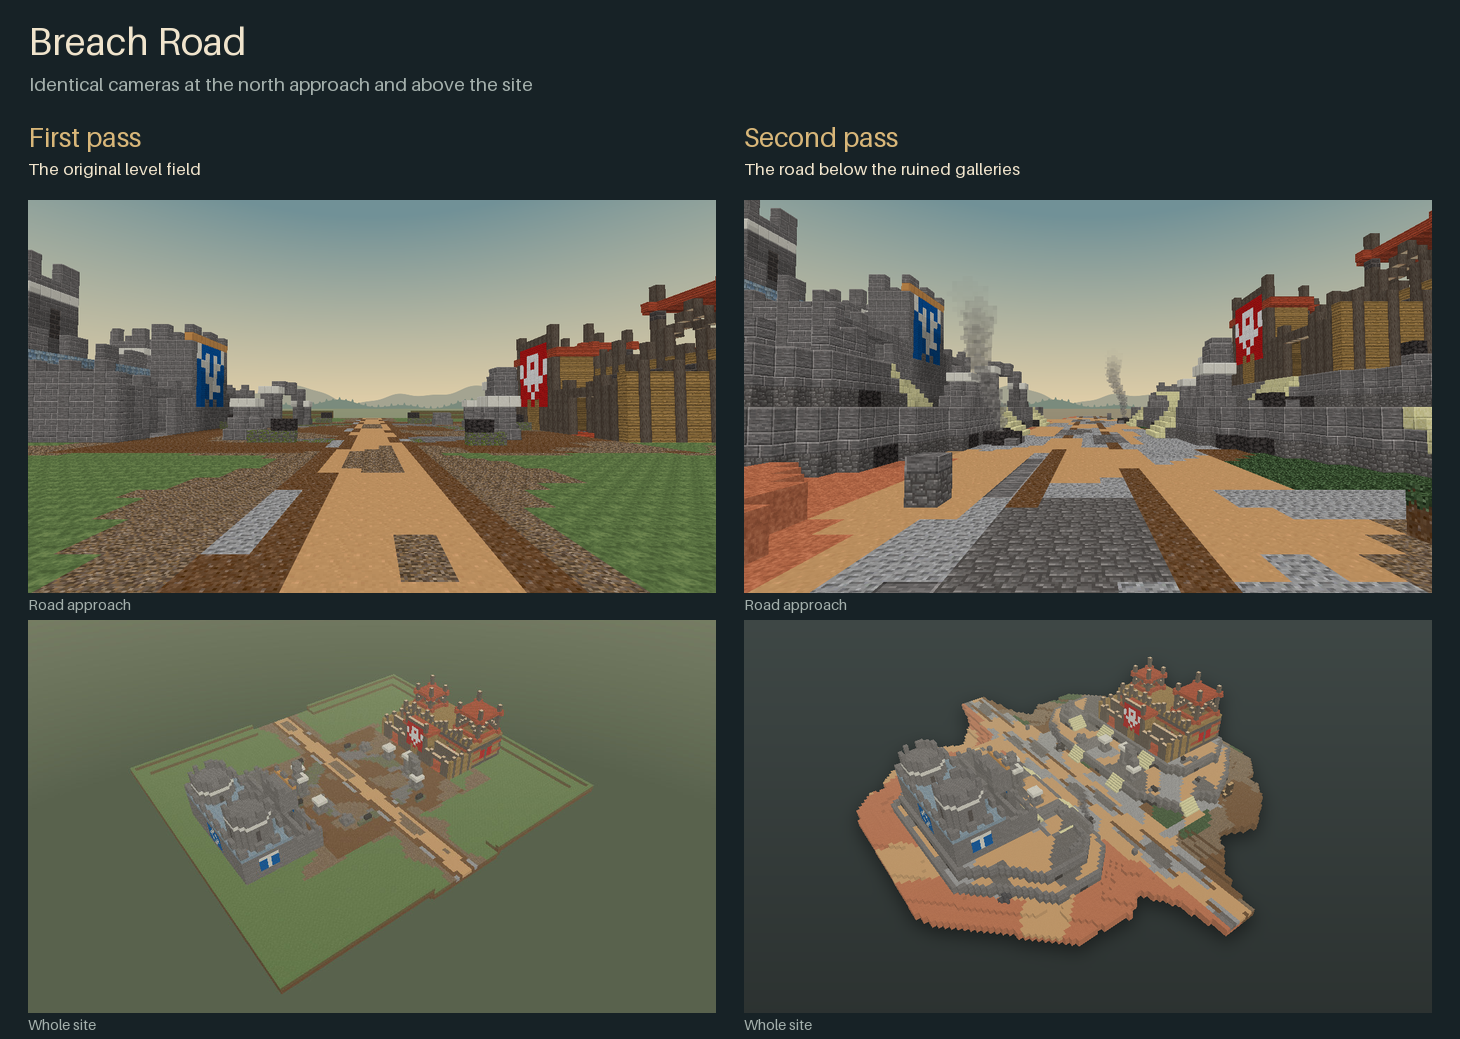 Breach Road
Identical cameras at the north approach and above the site
First pass
The original level field
Second pass
The road below the ruined galleries
Road approach
Road approach
Whole site
Whole site